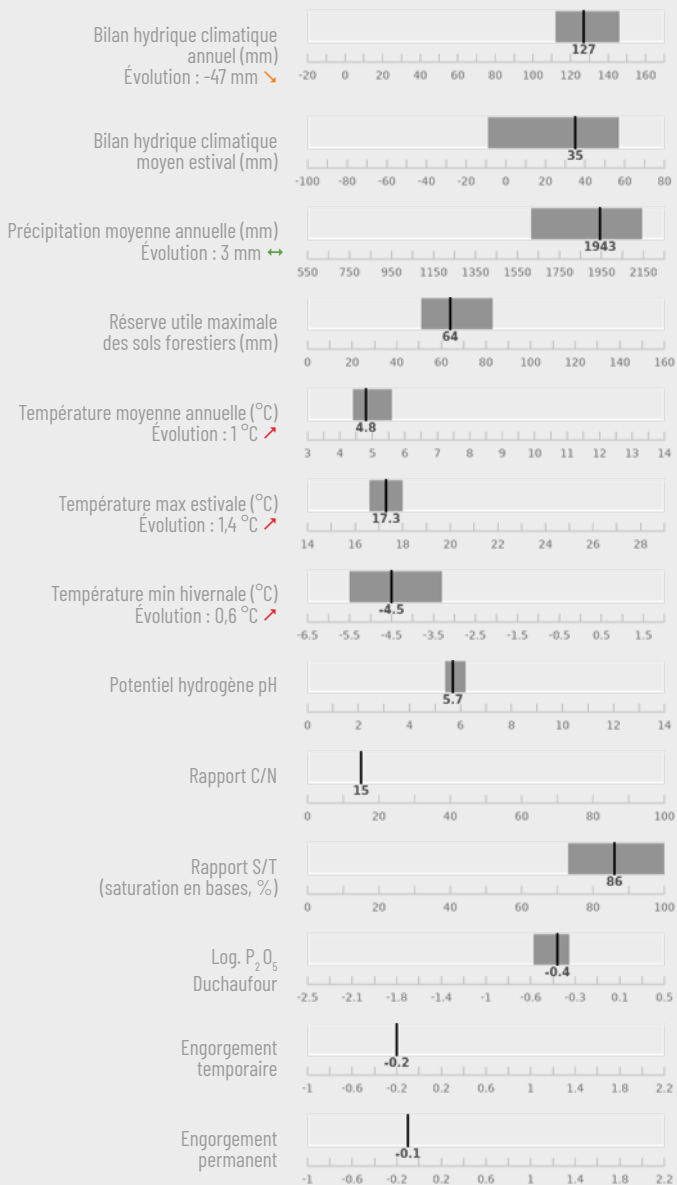 Bilan hydrique climatique
annuel (mm)
Évolution : -47 mm ↘
127
-20 0 20 40 60 80 100 120 140 160
Bilan hydrique climatique
moyen estival (mm)
35
-100 -80 -60 -40 -20 0 20 40 60 80
Précipitation moyenne annuelle (mm)
Évolution : 3 mm ↔
1943
550 750 950 1150 1350 1550 1750 1950 2150
Réserve utile maximale
des sols forestiers (mm)
64
0 20 40 60 80 100 120 140 160
Température moyenne annuelle (°C)
Évolution : 1 °C ↗
4.8
3 4 5 6 7 8 9 10 11 12 13 14
Température max estivale (°C)
Évolution : 1,4 °C ↗
17.3
14 16 18 20 22 24 26 28
Température min hivernale (°C)
Évolution : 0,6 °C ↗
-4.5
-6.5 -5.5 -4.5 -3.5 -2.5 -1.5 -0.5 0.5 1.5
Potentiel hydrogène pH
5.7
0 2 4 6 8 10 12 14
Rapport C/N
15
0 20 40 60 80 100
Rapport S/T
(saturation en bases, %)
86
0 20 40 60 80 100
Log. P₂O₅
Duchaufour
-0.4
-2.5 -2.1 -1.8 -1.4 -1 -0.6 -0.3 0.1 0.5
Engorgement
temporaire
-0.2
-1 -0.6 -0.2 0.2 0.6 1 1.4 1.8 2.2
Engorgement
permanent
-0.1
-1 -0.6 -0.2 0.2 0.6 1 1.4 1.8 2.2